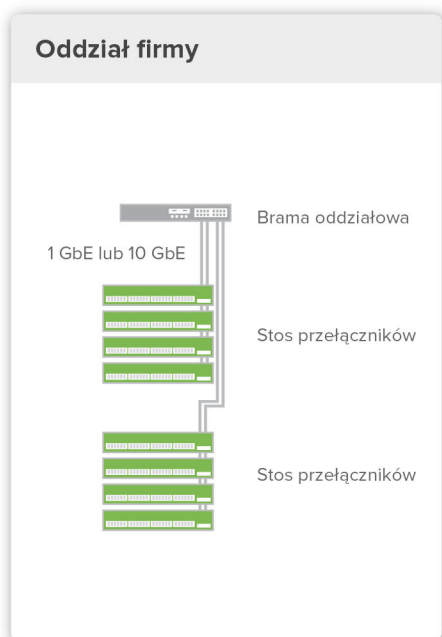 Oddział firmy
Brama oddziałowa
1 GbE lub 10 GbE
Stos przełączników
Stos przełączników